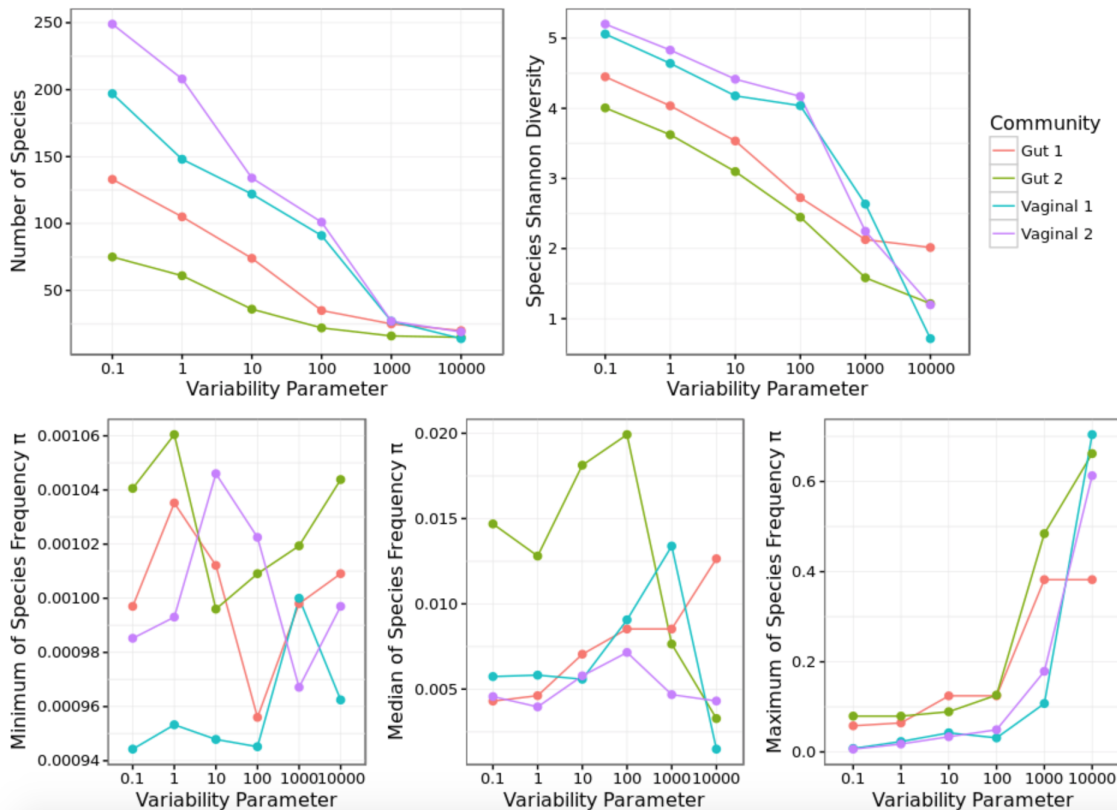 250
200
150
100
50
Number of Species
0.1 1 10 100 1000 10000
Variability Parameter
5
4
3
2
1
Species Shannon Diversity
0.1 1 10 100 1000 10000
Variability Parameter
Community
Gut 1
Gut 2
Vaginal 1
Vaginal 2
0.00106
0.00104
0.00102
0.00100
0.00098
0.00096
0.00094
Minimum of Species Frequency π
0.1 1 10 100 1000 10000
Variability Parameter
0.020
0.015
0.010
0.005
Median of Species Frequency π
0.1 1 10 100 1000 10000
Variability Parameter
0.6
0.4
0.2
0.0
Maximum of Species Frequency π
0.1 1 10 100 1000 10000
Variability Parameter